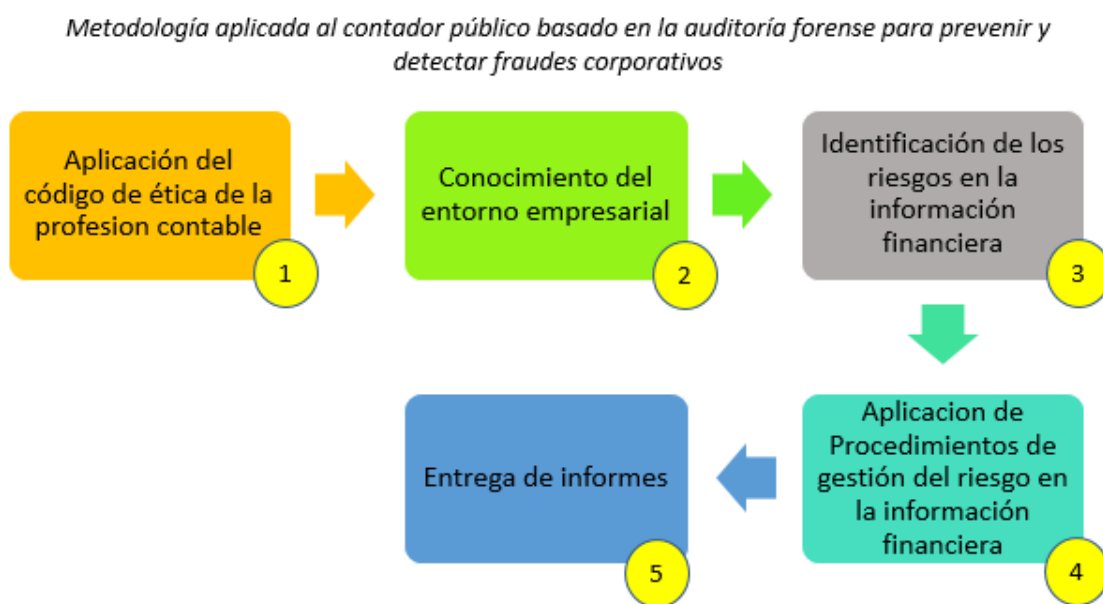 Metodología aplicada al contador público basado en la auditoría forense para prevenir y
detectar fraudes corporativos
Aplicación del
código de ética de la
profesion contable
1
Conocimiento del
entorno empresarial
2
Identificación de los
riesgos en la
información
financiera
3
Aplicacion de
Procedimientos de
gestión del riesgo en
la información
financiera
4
Entrega de informes
5